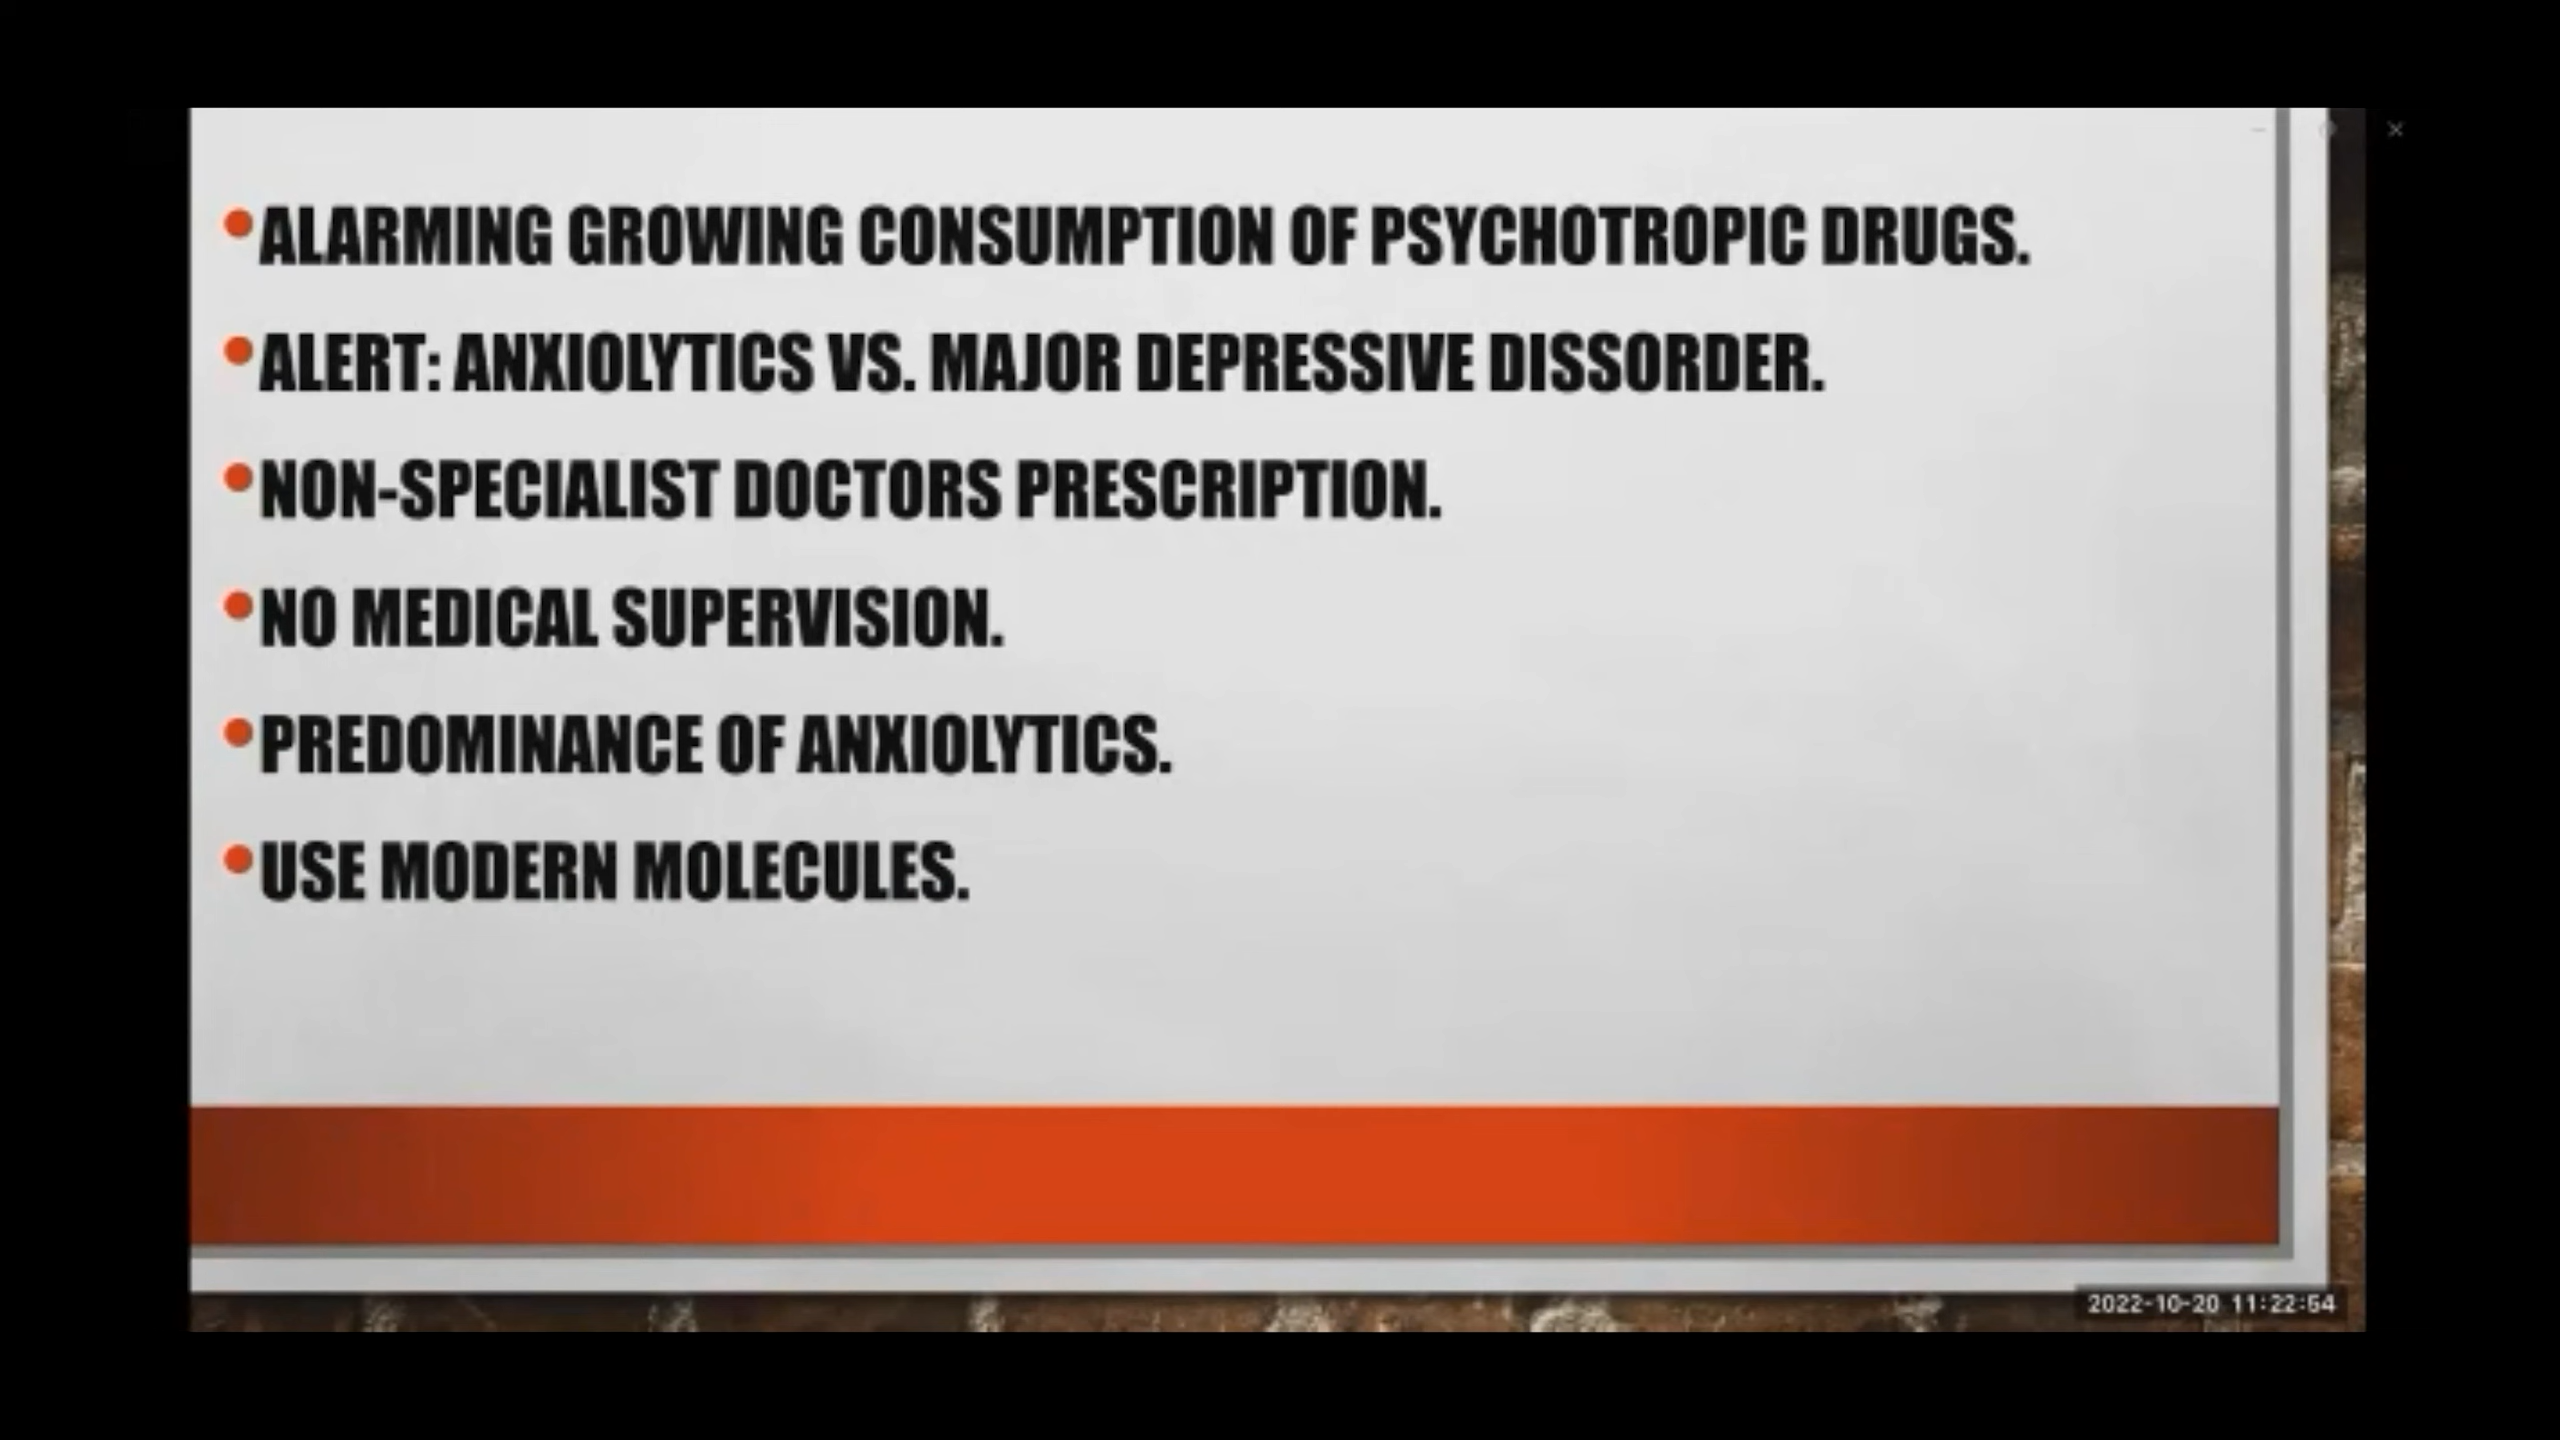 •ALARMING GROWING CONSUMPTION OF PSYCHOTROPIC DRUGS.
•ALERT: ANXIOLYTICS VS. MAJOR DEPRESSIVE DISSORDER.
•NON-SPECIALIST DOCTORS PRESCRIPTION.
•NO MEDICAL SUPERVISION.
•PREDOMINANCE OF ANXIOLYTICS.
•USE MODERN MOLECULES.
2022-10-20 11:22:54